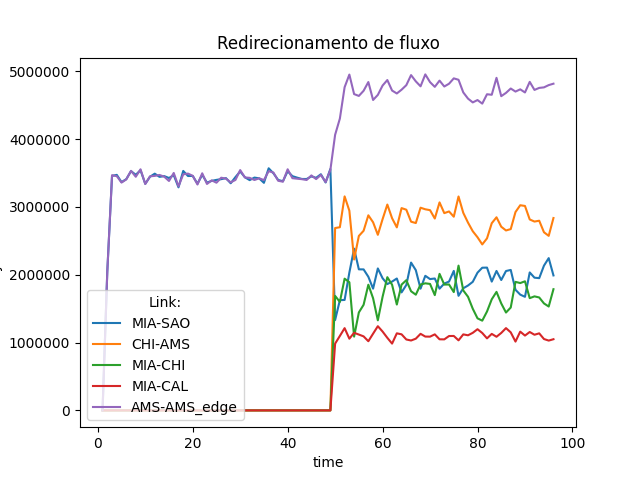 Redirecionamento de fluxo
5000000
4000000
3000000
2000000
1000000
0
Link:
MIA-SAO
CHI-AMS
MIA-CHI
MIA-CAL
AMS-AMS_edge
0 20 40 60 80 100
time